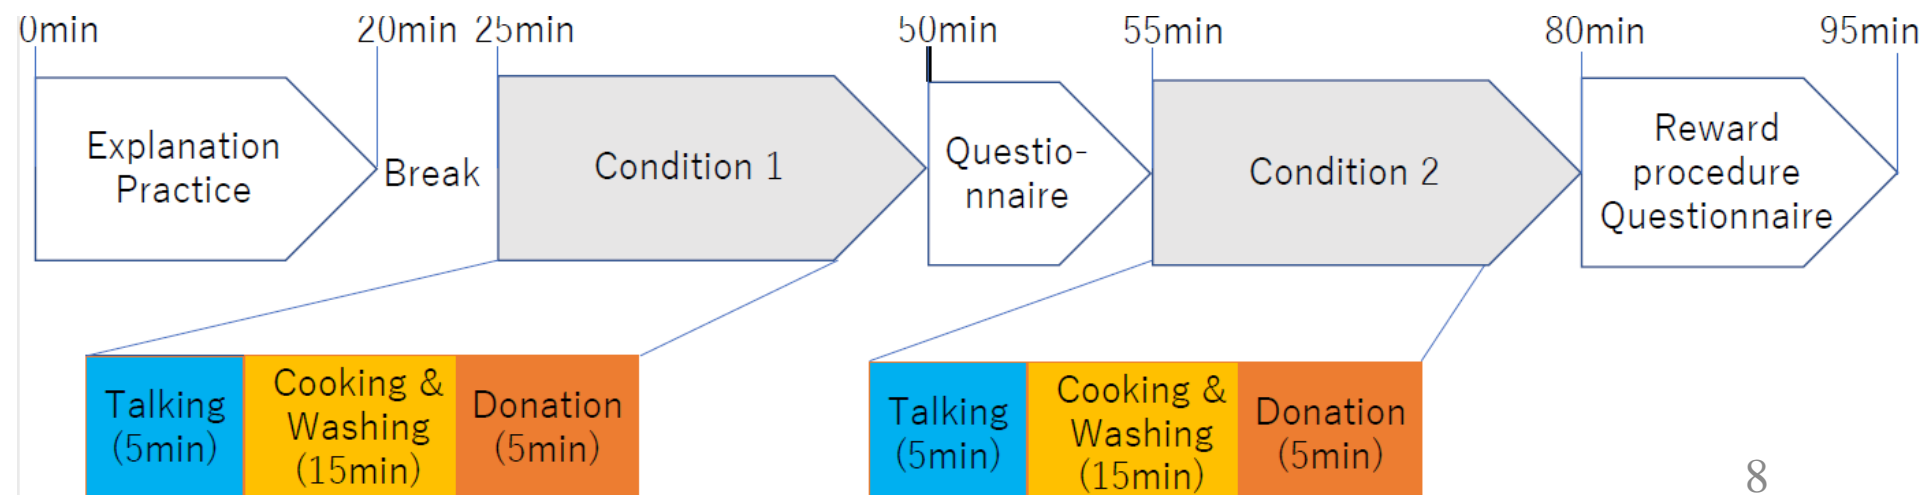 0min 20min 25min 50min 55min 80min 95min
Explanation
Practice
Break
Condition 1
Questio-
nnaire
Condition 2
Reward
procedure
Questionnaire
Talking
(5min)
Cooking &
Washing
(15min)
Donation
(5min)
Talking
(5min)
Cooking &
Washing
(15min)
Donation
(5min)
8